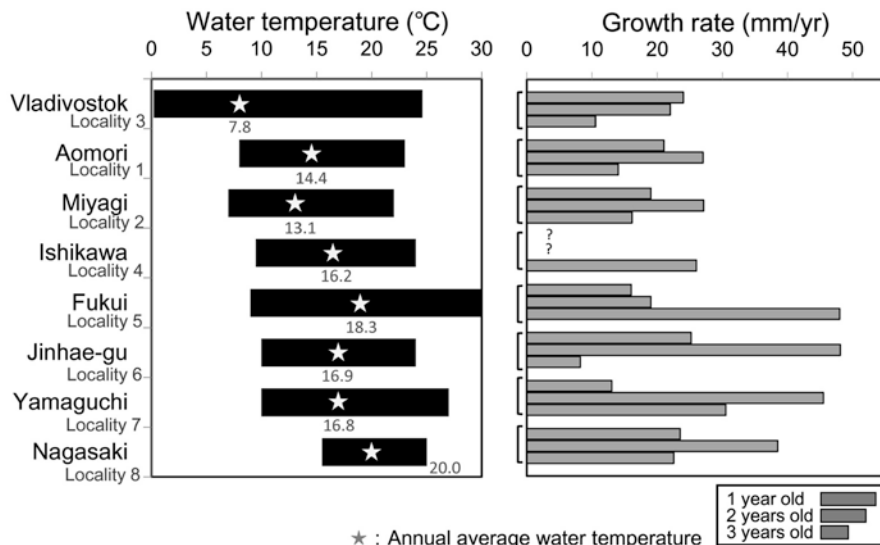 Water temperature (℃)
0 5 10 15 20 25 30
Growth rate (mm/yr)
0 10 20 30 40 50
Vladivostok
Locality 3
7.8
Aomori
Locality 1
14.4
Miyagi
Locality 2
13.1
Ishikawa
Locality 4
16.2
?
?
Fukui
Locality 5
18.3
Jinhae-gu
Locality 6
16.9
Yamaguchi
Locality 7
16.8
Nagasaki
Locality 8
20.0
1 year old
2 years old
3 years old
★ : Annual average water temperature